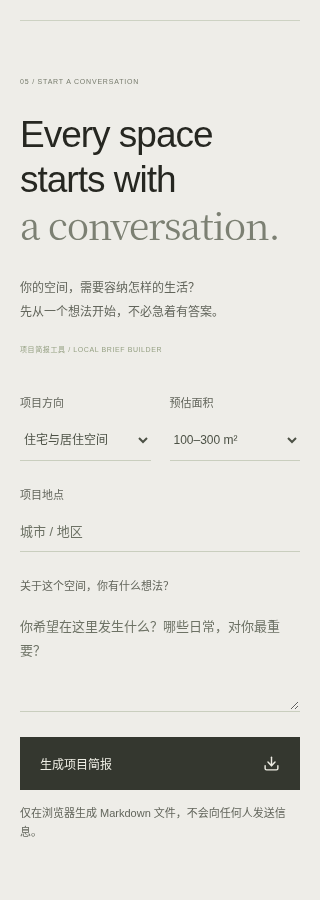 05 / START A CONVERSATION
Every space
starts with
a conversation.
你的空间，需要容纳怎样的生活？
先从一个想法开始，不必急着有答案。
项目简报工具 / LOCAL BRIEF BUILDER
项目方向 预估面积
住宅与居住空间 100–300 m²
项目地点
城市 / 地区
关于这个空间，你有什么想法？
你希望在这里发生什么？哪些日常，对你最重
要？
生成项目简报
仅在浏览器生成 Markdown 文件，不会向任何人发送信
息。